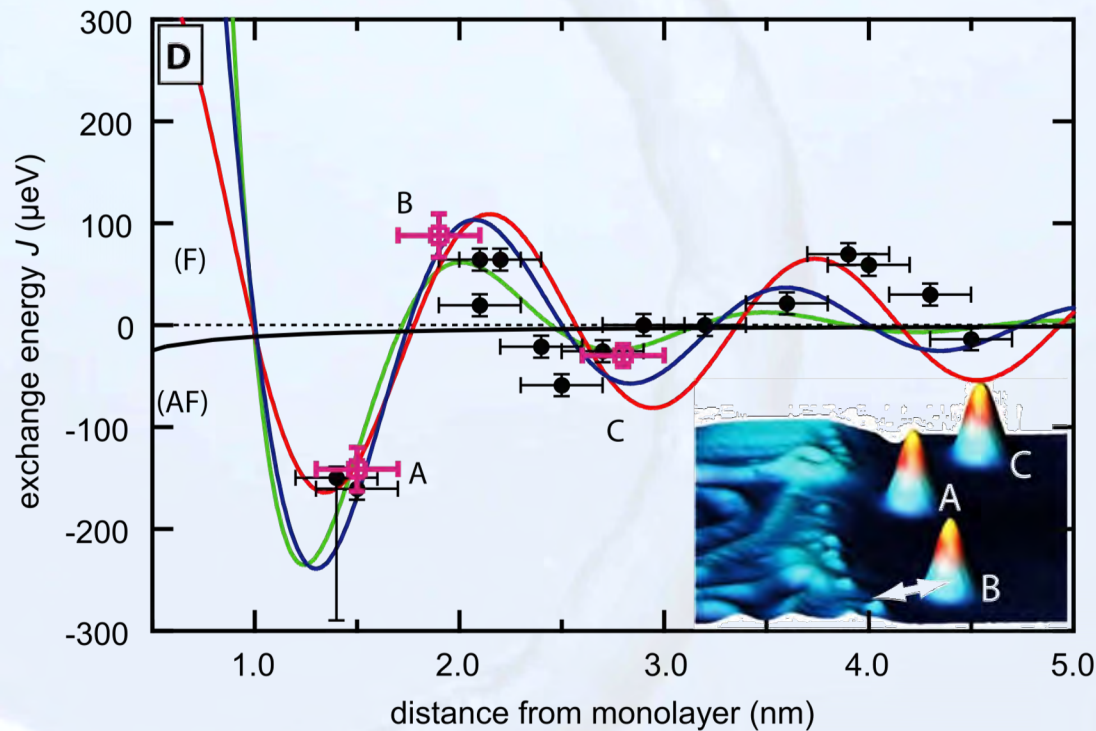 D
300
200
100
0
-100
-200
-300
exchange energy J (µeV)
(F)
(AF)
B
A
C
A
C
B
1.0
2.0
3.0
4.0
5.0
distance from monolayer (nm)